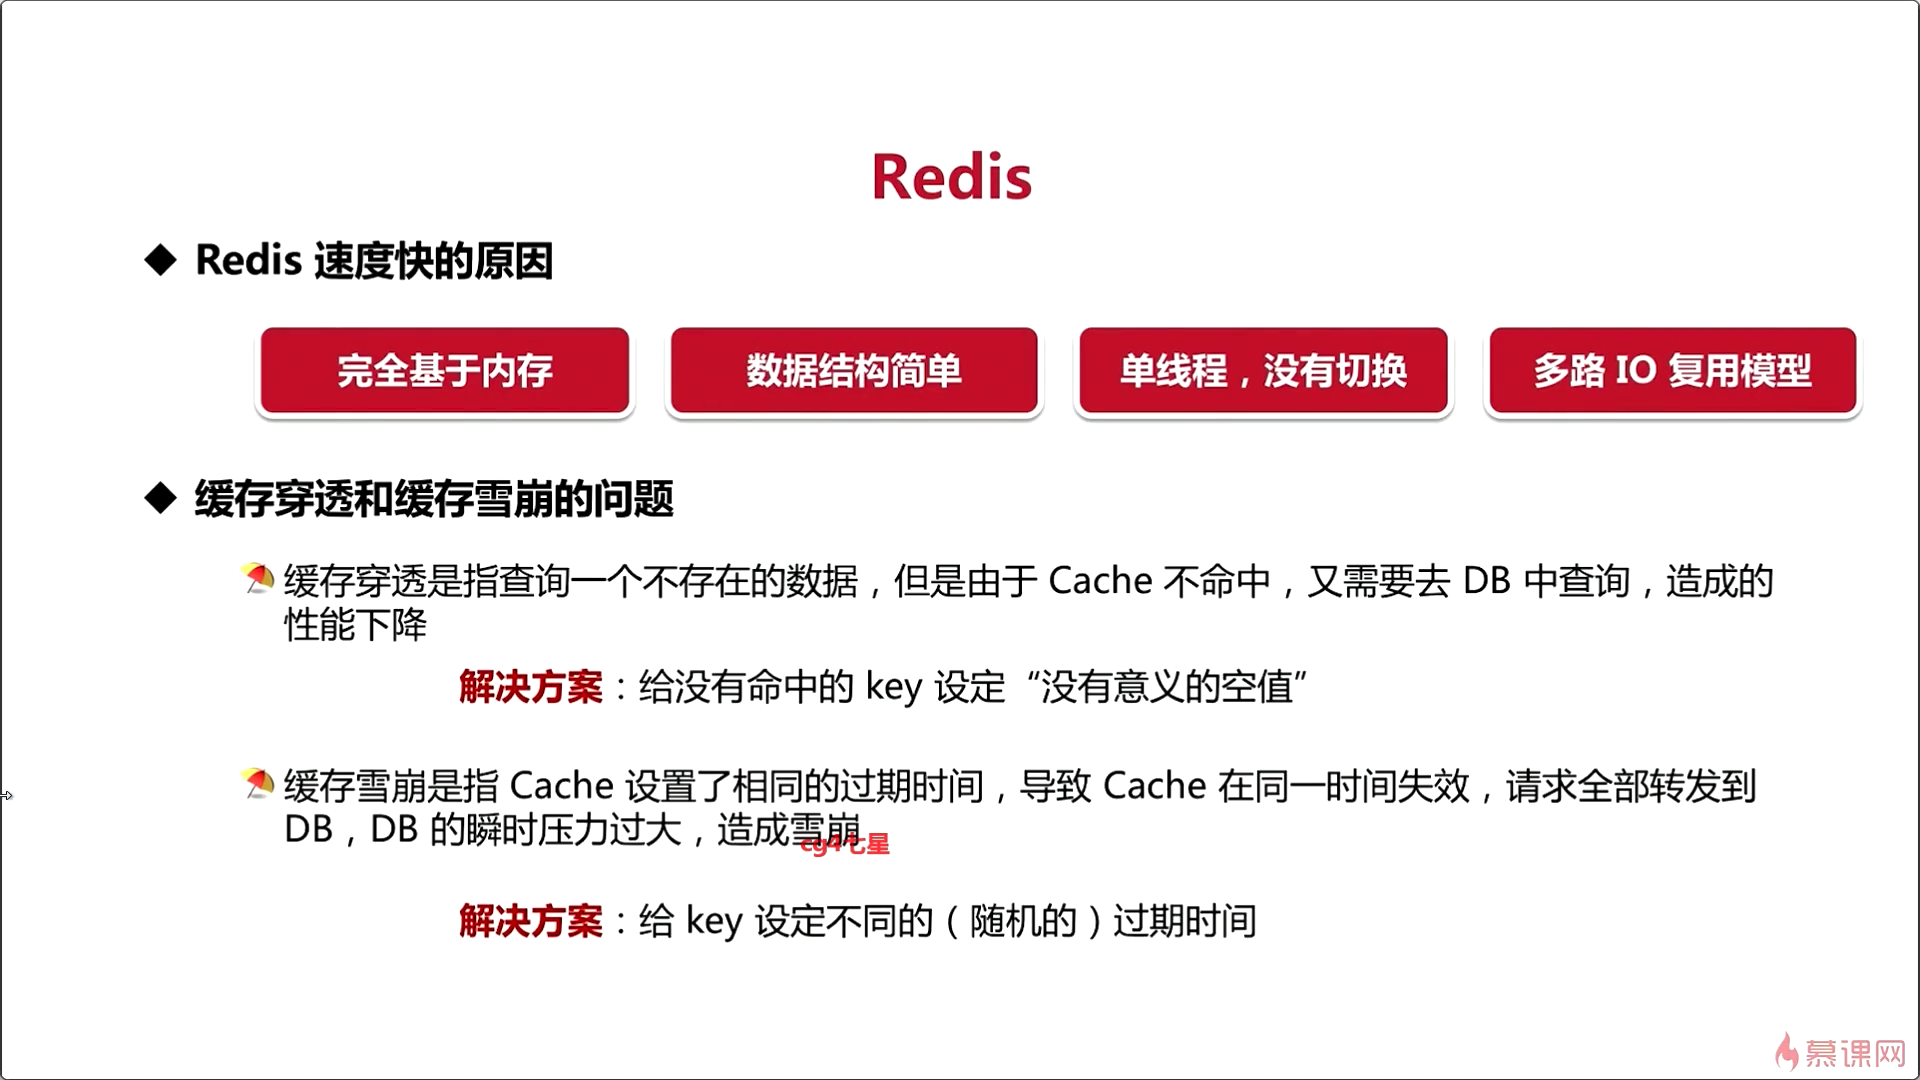 Redis
Redis 速度快的原因
完全基于内存
数据结构简单
单线程，没有切换
多路 IO 复用模型
缓存穿透和缓存雪崩的问题
缓存穿透是指查询一个不存在的数据，但是由于 Cache 不命中，又需要去 DB 中查询，造成的
性能下降
解决方案：给没有命中的 key 设定“没有意义的空值”
缓存雪崩是指 Cache 设置了相同的过期时间，导致 Cache 在同一时间失效，请求全部转发到
DB，DB 的瞬时压力过大，造成雪崩
cg4七星
解决方案：给 key 设定不同的（随机的）过期时间
慕课网